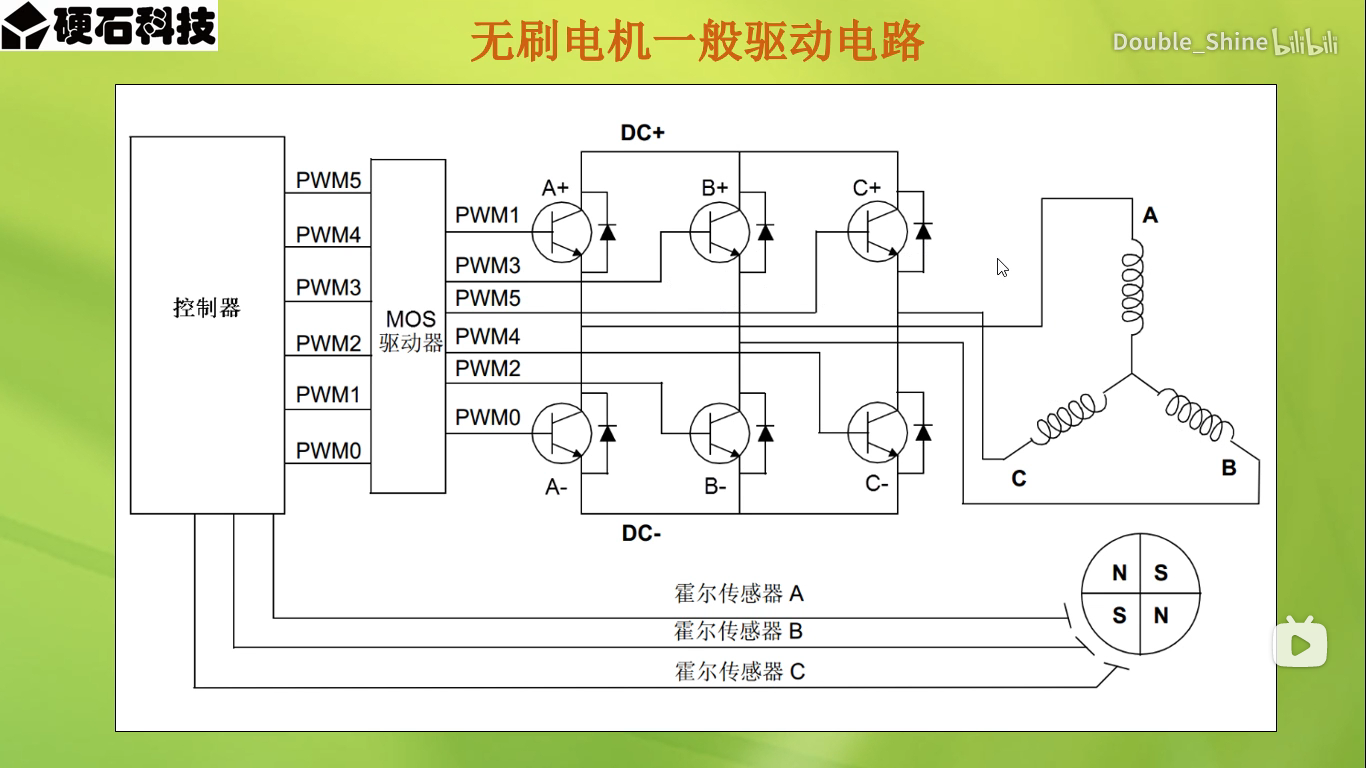 硬石科技
无刷电机一般驱动电路
Double_Shine bilibili
DC+
PWM5
PWM4
PWM3
PWM2
PWM1
PWM0
控制器
MOS
驱动器
PWM1
PWM3
PWM5
PWM4
PWM2
PWM0
A+
B+
C+
A-
B-
C-
DC-
A
C
B
N S
S N
霍尔传感器 A
霍尔传感器 B
霍尔传感器 C